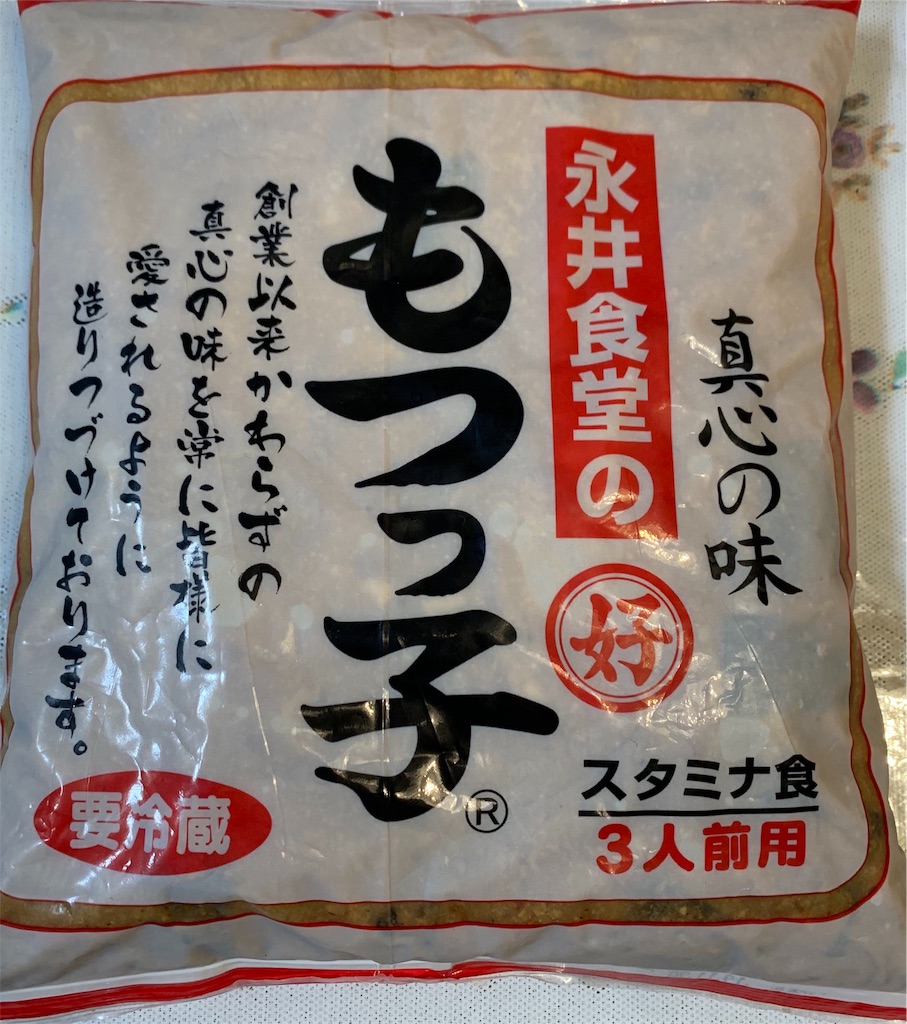 真心の味
永井食堂の
好
もつっ子
®
創業以来かわらずの
真心の味を常に皆様に
愛されるように
造りつづけております。
スタミナ食
3人前用
要冷蔵